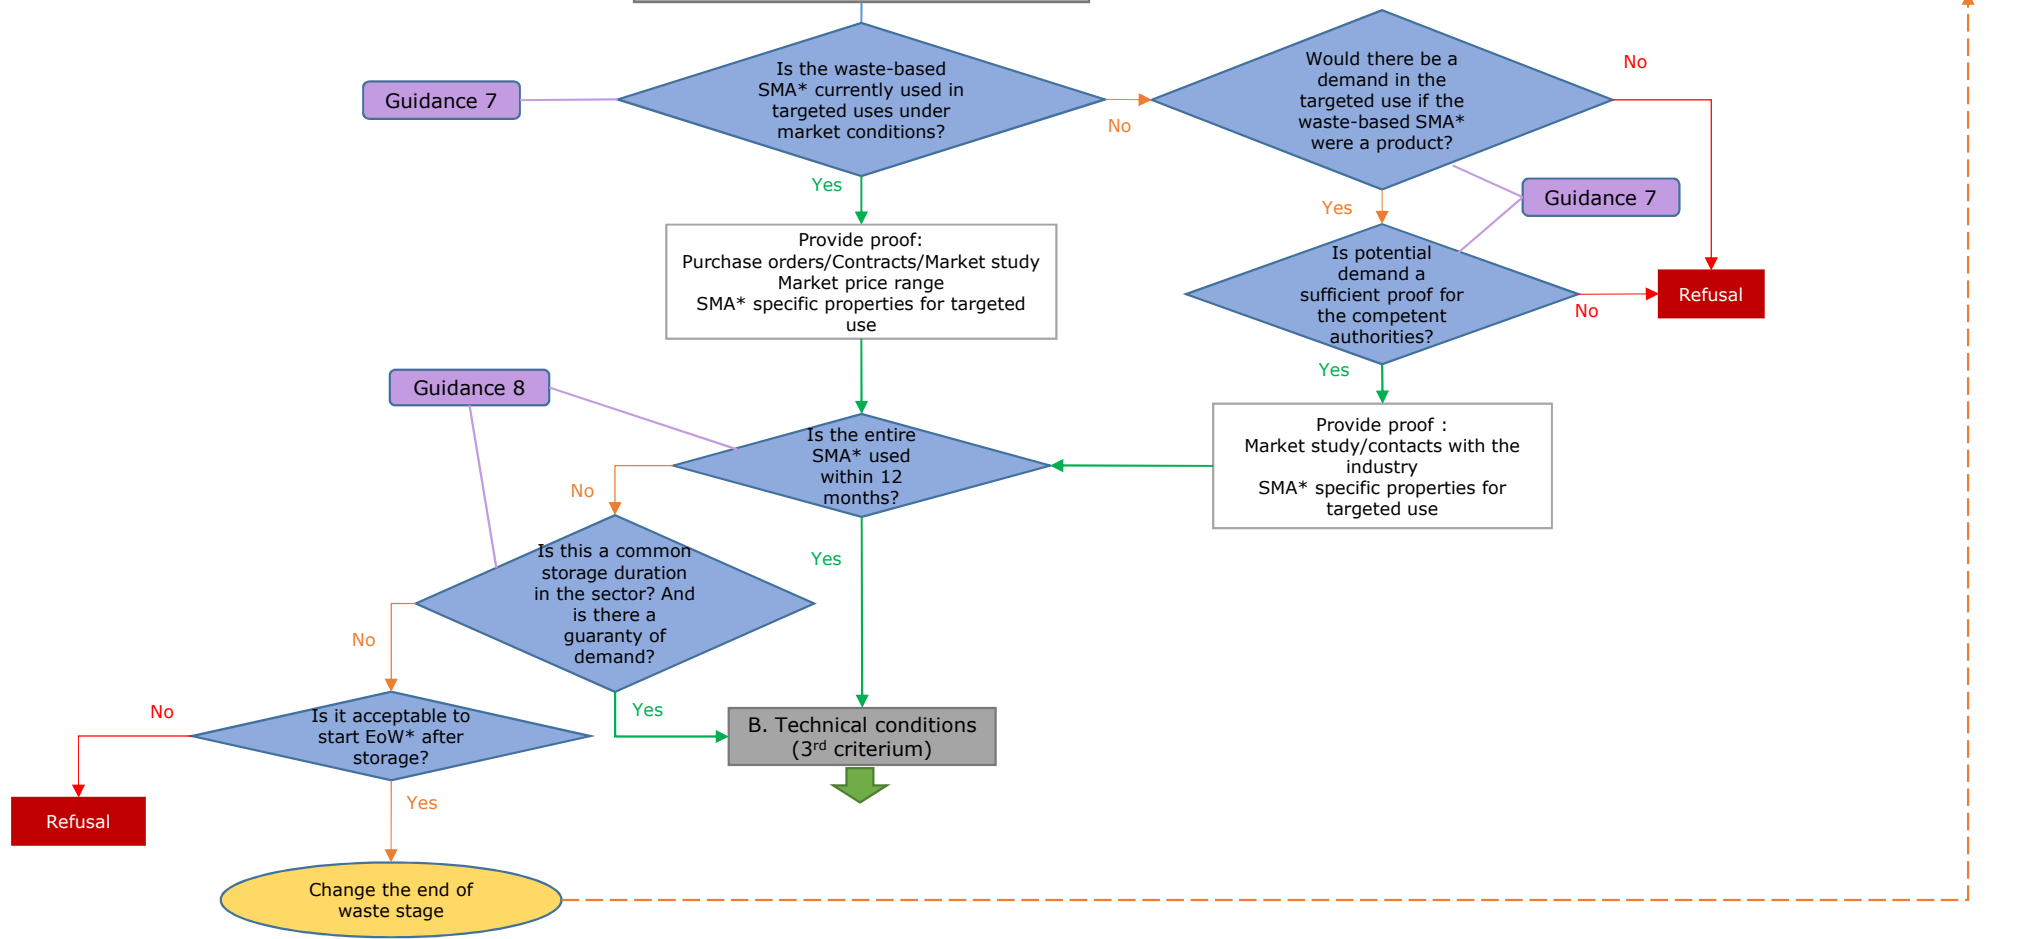 Is the waste-based
SMA* currently used in
targeted uses under
market conditions?
Guidance 7
No
Would there be a
demand in the
targeted use if the
waste-based SMA*
were a product?
No
Yes
Yes
Guidance 7
Provide proof:
Purchase orders/Contracts/Market study
Market price range
SMA* specific properties for targeted
use
Is potential
demand a
sufficient proof for
the competent
authorities?
No
Refusal
Yes
Guidance 8
Provide proof :
Market study/contacts with the
industry
SMA* specific properties for
targeted use
Is the entire
SMA* used
within 12
months?
No
Yes
Is this a common
storage duration
in the sector? And
is there a
guaranty of
demand?
No
Yes
B. Technical conditions
(3rd criterium)
Is it acceptable to
start EoW* after
storage?
No
Refusal
Yes
Change the end of
waste stage